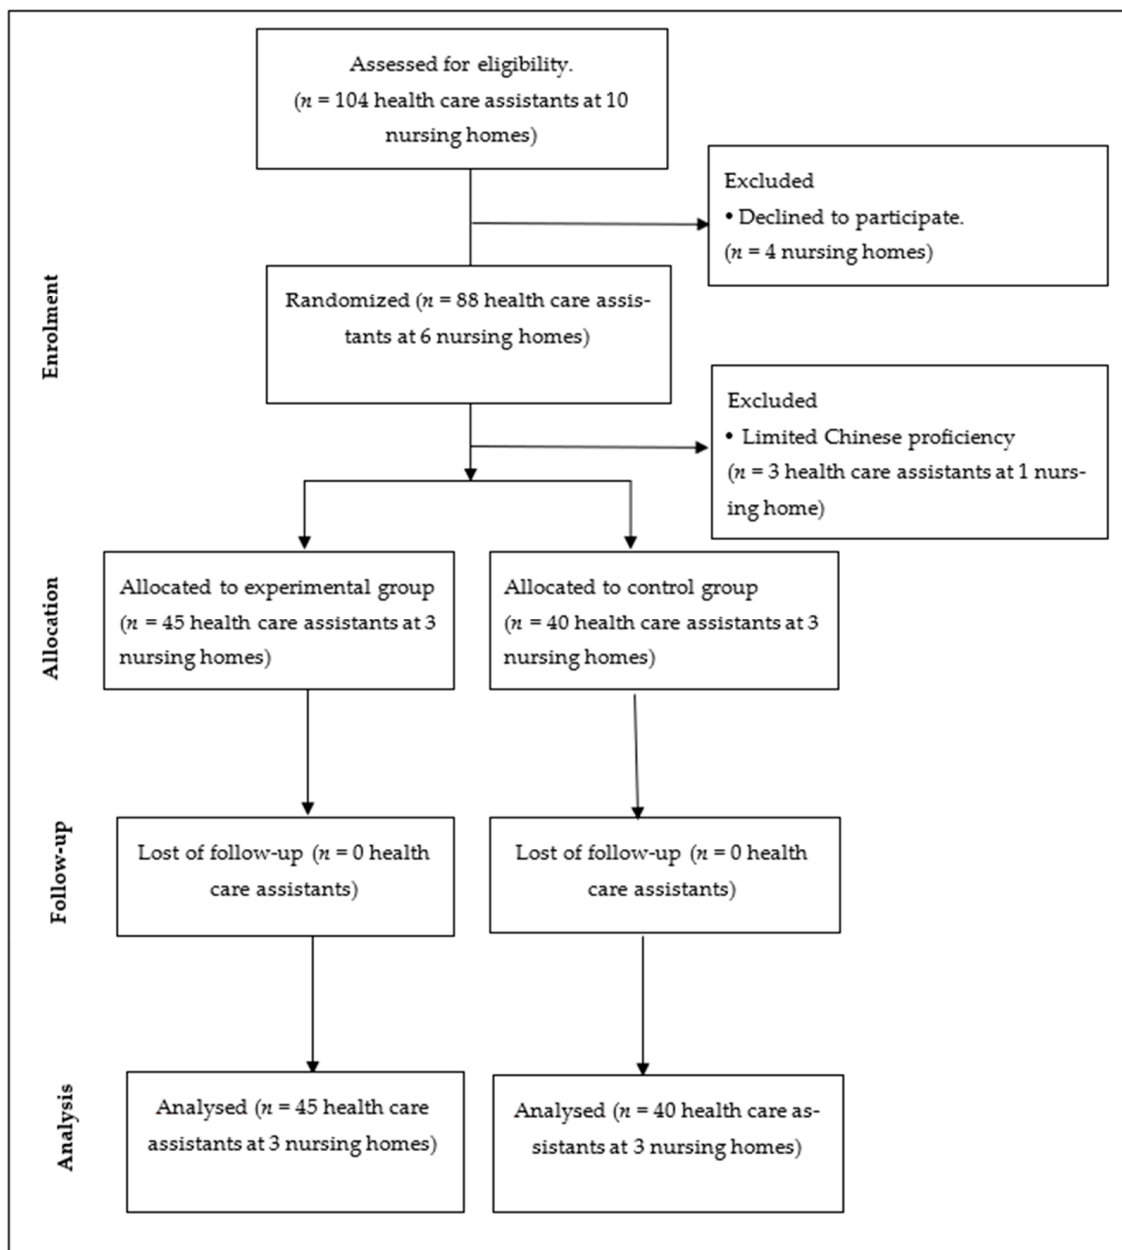 Assessed for eligibility.
(n = 104 health care assistants at 10
nursing homes)
Excluded
• Declined to participate.
(n = 4 nursing homes)
Enrolment
Randomized (n = 88 health care assis-
tants at 6 nursing homes)
Excluded
• Limited Chinese proficiency
(n = 3 health care assistants at 1 nurs-
ing home)
Allocation
Allocated to experimental group
(n = 45 health care assistants at 3
nursing homes)
Allocated to control group
(n = 40 health care assistants at 3
nursing homes)
Follow-up
Lost of follow-up (n = 0 health
care assistants)
Lost of follow-up (n = 0 health
care assistants)
Analysis
Analysed (n = 45 health care
assistants at 3 nursing homes)
Analysed (n = 40 health care as-
sistants at 3 nursing homes)